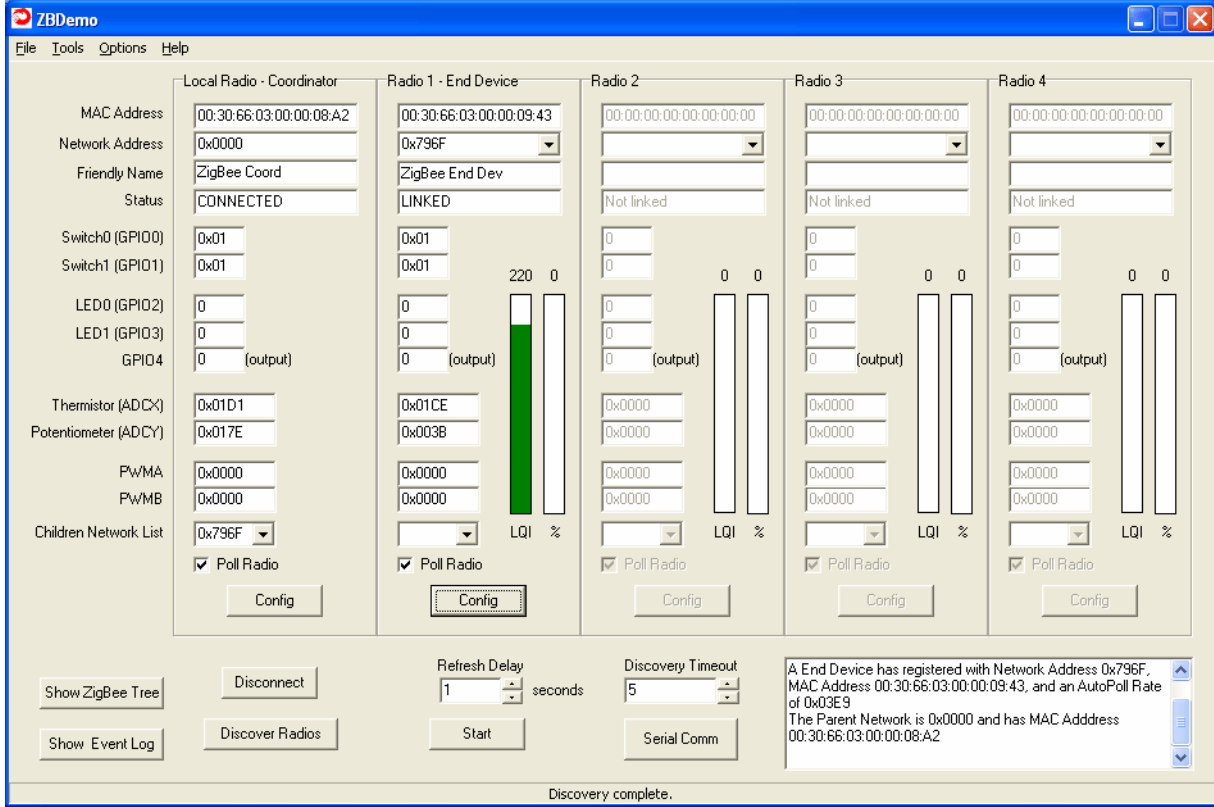 ZBDemo
File Tools Options Help
Local Radio - Coordinator Radio 1 - End Device Radio 2 Radio 3 Radio 4
MAC Address 00:30:66:03:00:00:08:A2 00:30:66:03:00:00:09:43 00:00:00:00:00:00:00:00 00:00:00:00:00:00:00:00 00:00:00:00:00:00:00:00
Network Address 0x0000 0x796F
Friendly Name ZigBee Coord ZigBee End Dev
Status CONNECTED LINKED Not linked Not linked Not linked
Switch0 (GPIO0) 0x01 0x01 0 0 0
Switch1 (GPIO1) 0x01 0x01 220 0 0 0 0 0 0 0 0 0
LED0 (GPIO2) 0 0 0 0 0
LED1 (GPIO3) 0 0 0 0 0
GPIO4 0 (output) 0 (output) 0 (output) 0 (output) 0 (output)
Thermistor (ADCX) 0x01D1 0x01CE 0x0000 0x0000 0x0000
Potentiometer (ADCY) 0x017E 0x003B 0x0000 0x0000 0x0000
PWMA 0x0000 0x0000 0x0000 0x0000 0x0000
PWMB 0x0000 0x0000 0x0000 0x0000 0x0000
Children Network List 0x796F LQI % LQI % LQI % LQI %
Poll Radio Poll Radio Poll Radio Poll Radio Poll Radio
Config Config Config Config Config
Show ZigBee Tree
Show Event Log
Disconnect
Discover Radios
Refresh Delay
1 seconds
Start
Discovery Timeout
5
Serial Comm
A End Device has registered with Network Address 0x796F,
MAC Address 00:30:66:03:00:00:09:43, and an AutoPoll Rate
of 0x03E9
The Parent Network is 0x0000 and has MAC Adddress
00:30:66:03:00:00:08:A2
Discovery complete.